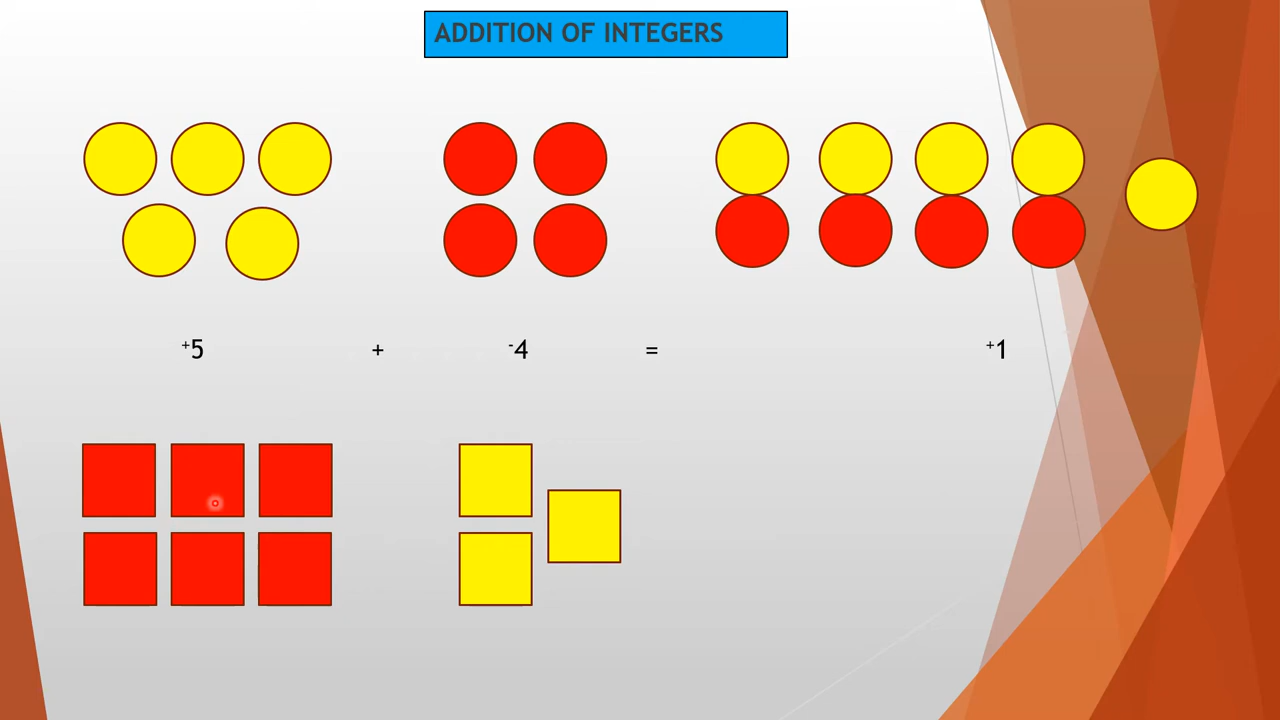 ADDITION OF INTEGERS
⁺5 + ⁻4 = ⁺1